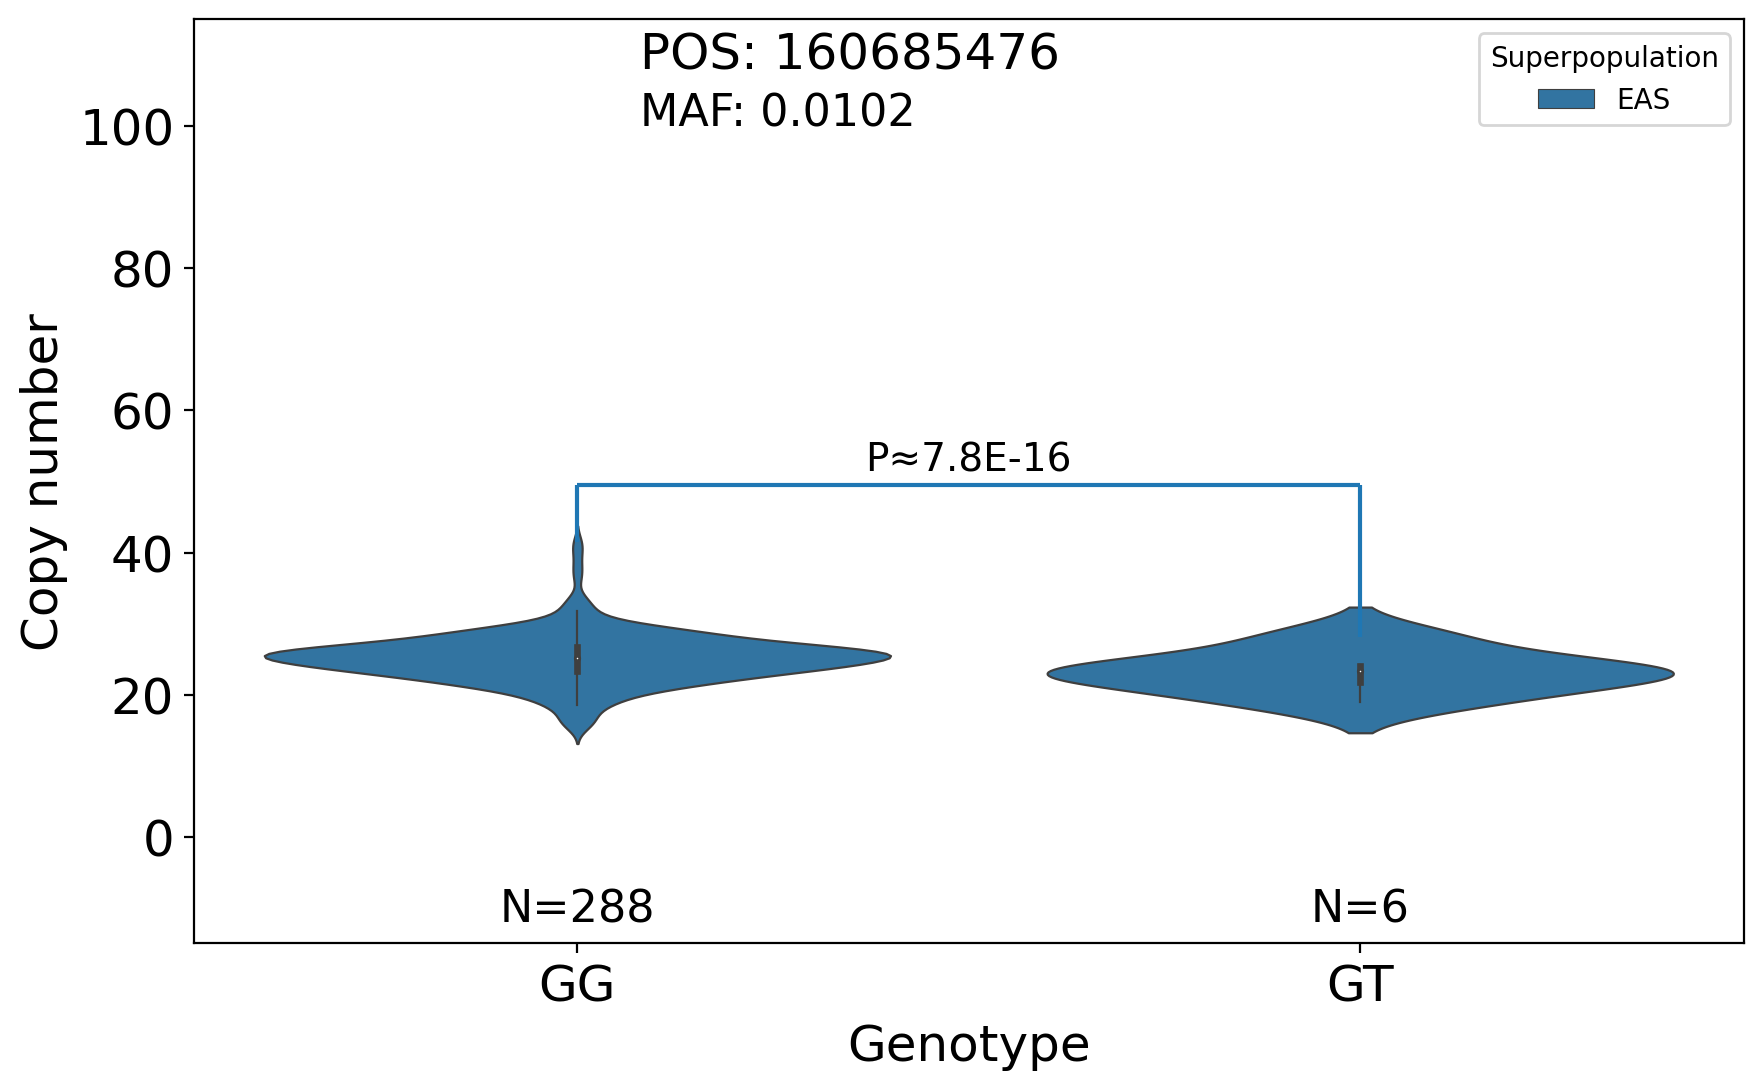 POS: 160685476
MAF: 0.0102
Superpopulation
EAS
100
80
60
40
20
0
Copy number
P≈7.8E-16
N=288
N=6
GG
GT
Genotype